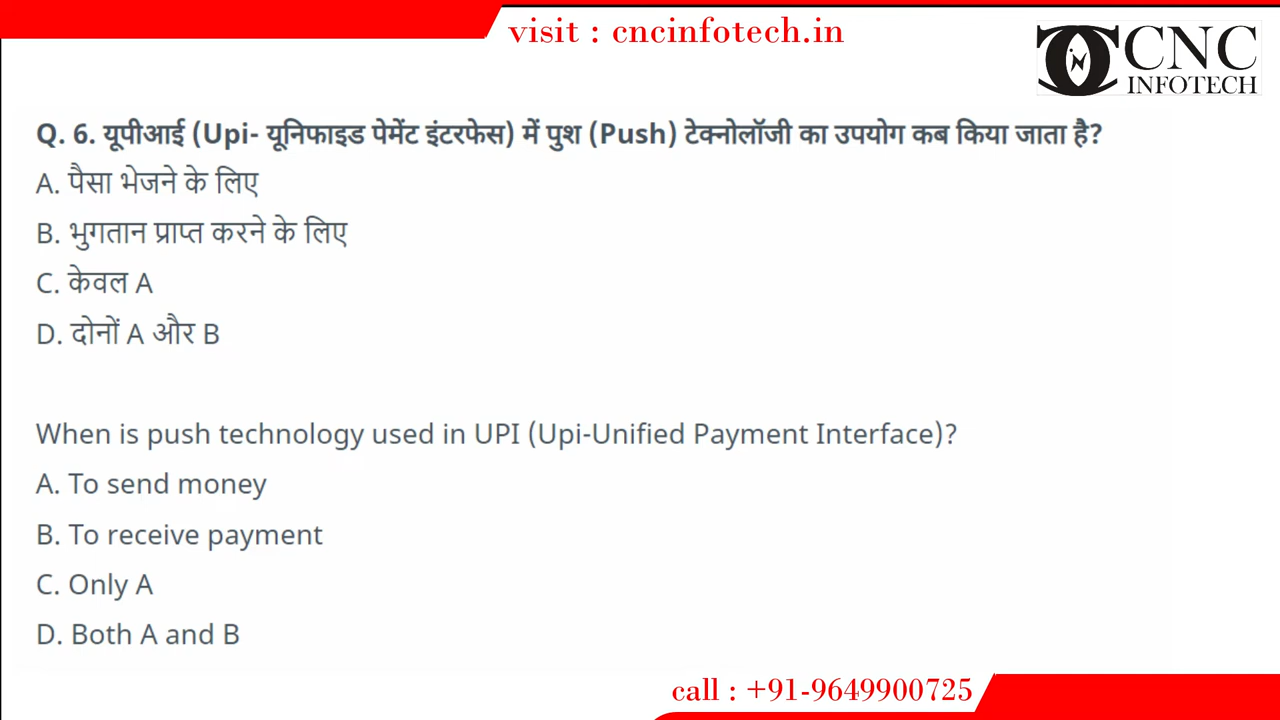 visit : cncinfotech.in
CNC
INFOTECH
Q. 6. यूपीआई (Upi- यूनिफाइड पेमेंट इंटरफेस) में पुश (Push) टेक्नोलॉजी का उपयोग कब किया जाता है?
A. पैसा भेजने के लिए
B. भुगतान प्राप्त करने के लिए
C. केवल A
D. दोनों A और B
When is push technology used in UPI (Upi-Unified Payment Interface)?
A. To send money
B. To receive payment
C. Only A
D. Both A and B
call : +91-9649900725